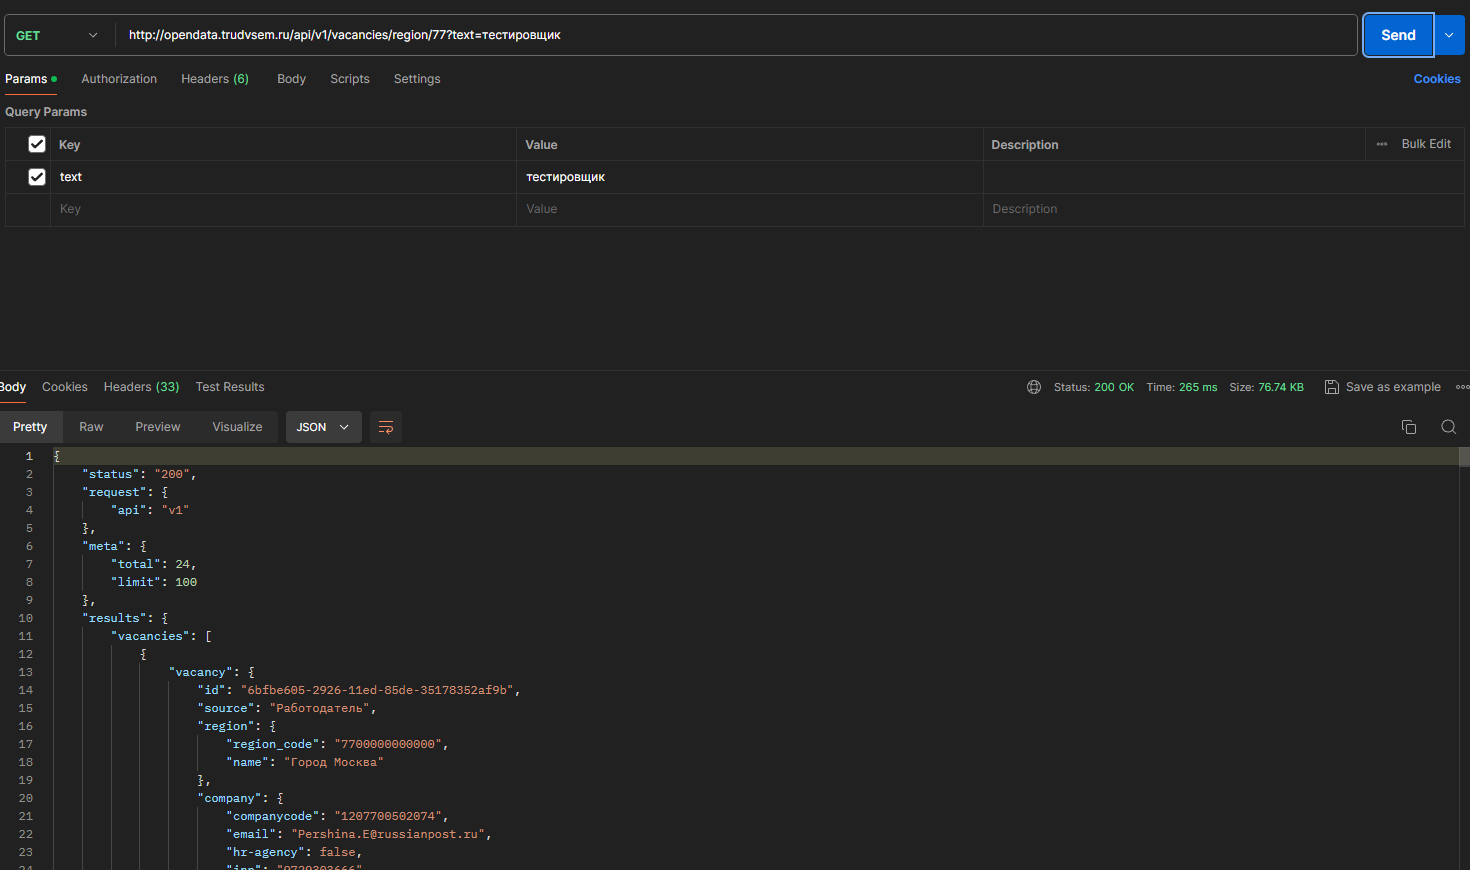 GET http://opendata.trudvsem.ru/api/v1/vacancies/region/77?text=тестировщик Send
Params Authorization Headers (6) Body Scripts Settings Cookies
Query Params
Key Value Description Bulk Edit
text тестировщик
Key Value Description
Body Cookies Headers (33) Test Results Status: 200 OK Time: 265 ms Size: 76.74 KB Save as example
Pretty Raw Preview Visualize JSON
1 {
2 "status": "200",
3 "request": {
4 "api": "v1"
5 },
6 "meta": {
7 "total": 24,
8 "limit": 100
9 },
10 "results": {
11 "vacancies": [
12 {
13 "vacancy": {
14 "id": "6bfbe605-2926-11ed-85de-35178352af9b",
15 "source": "Работодатель",
16 "region": {
17 "region_code": "7700000000000",
18 "name": "Город Москва"
19 },
20 "company": {
21 "companycode": "1207700502074",
22 "email": "Pershina.E@russianpost.ru",
23 "hr-agency": false,
24